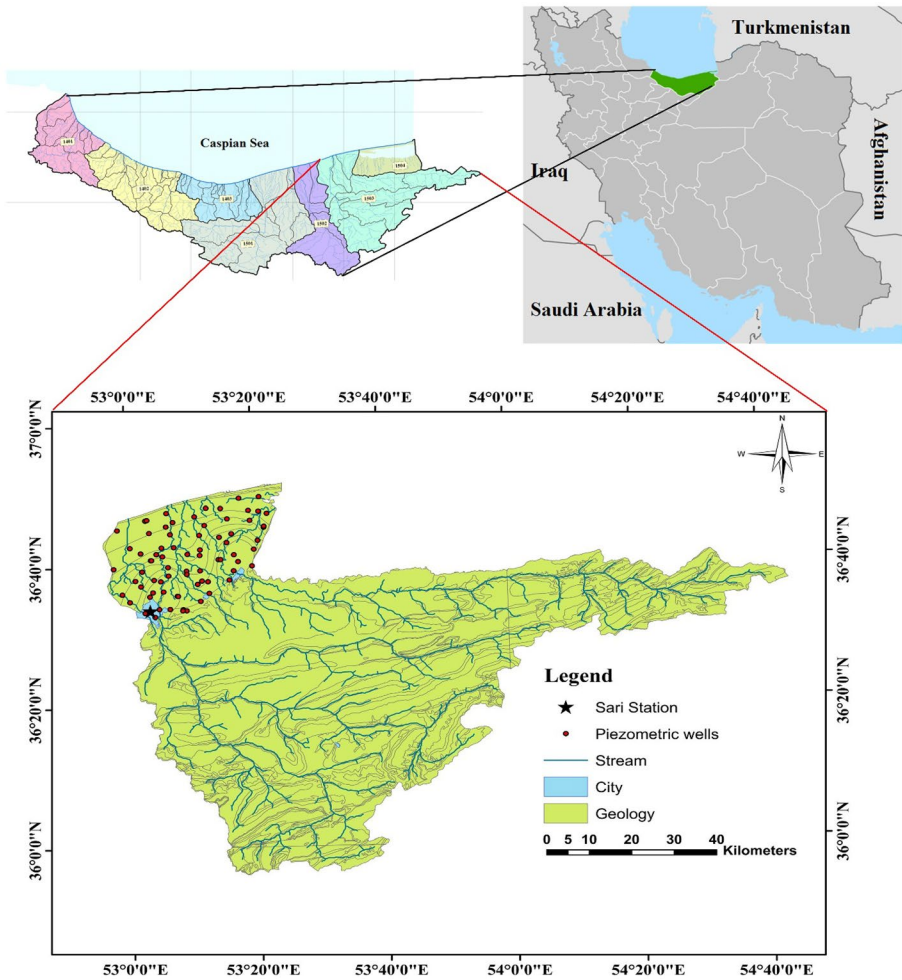 Turkmenistan
Afghanistan
Iraq
Saudi Arabia
Caspian Sea
1401
1402
1403
1501
1502
1503
1504
53°0'0"E 53°20'0"E 53°40'0"E 54°0'0"E 54°20'0"E 54°40'0"E
37°0'0"N
36°40'0"N
36°20'0"N
36°0'0"N
N
W E
S
36°40'0"N
36°20'0"N
36°0'0"N
Legend
Sari Station
Piezometric wells
Stream
City
Geology
0 5 10 20 30 40
Kilometers
53°0'0"E 53°20'0"E 53°40'0"E 54°0'0"E 54°20'0"E 54°40'0"E